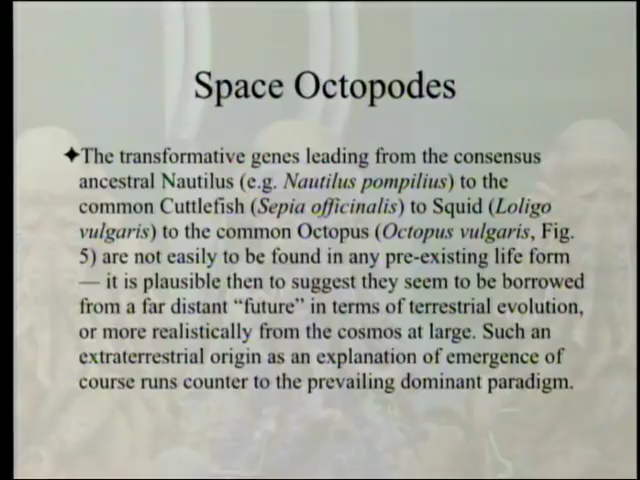 Space Octopodes
✦The transformative genes leading from the consensus
ancestral Nautilus (e.g. Nautilus pompilius) to the
common Cuttlefish (Sepia officinalis) to Squid (Loligo
vulgaris) to the common Octopus (Octopus vulgaris, Fig.
5) are not easily to be found in any pre-existing life form
— it is plausible then to suggest they seem to be borrowed
from a far distant “future” in terms of terrestrial evolution,
or more realistically from the cosmos at large. Such an
extraterrestrial origin as an explanation of emergence of
course runs counter to the prevailing dominant paradigm.